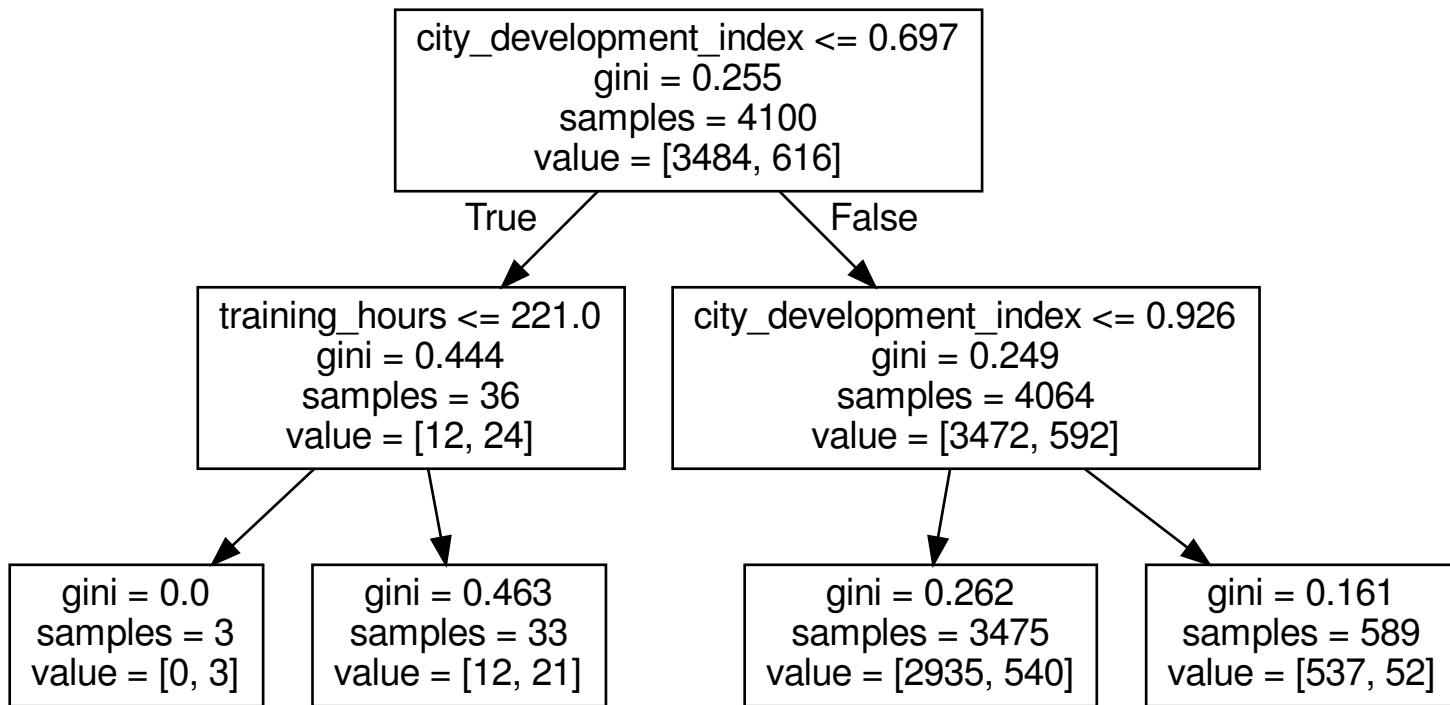 city_development_index <= 0.697
gini = 0.255
samples = 4100
value = [3484, 616]
True
False
training_hours <= 221.0
gini = 0.444
samples = 36
value = [12, 24]
city_development_index <= 0.926
gini = 0.249
samples = 4064
value = [3472, 592]
gini = 0.0
samples = 3
value = [0, 3]
gini = 0.463
samples = 33
value = [12, 21]
gini = 0.262
samples = 3475
value = [2935, 540]
gini = 0.161
samples = 589
value = [537, 52]